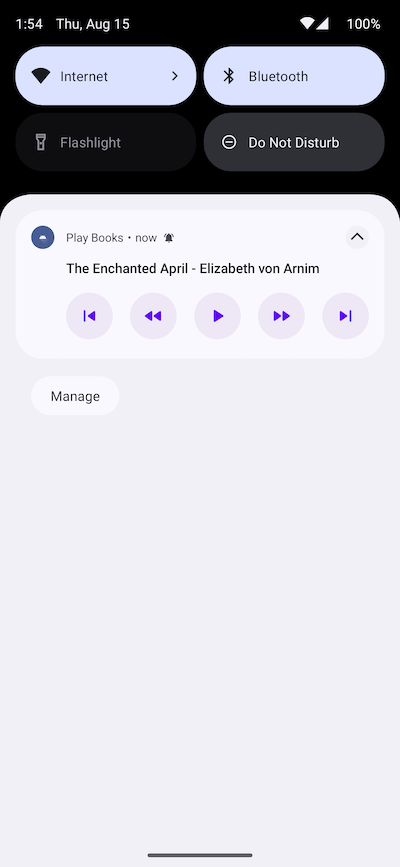 1:54 Thu, Aug 15 100%
Internet Bluetooth
Flashlight Do Not Disturb
Play Books • now
The Enchanted April - Elizabeth von Arnim
Manage